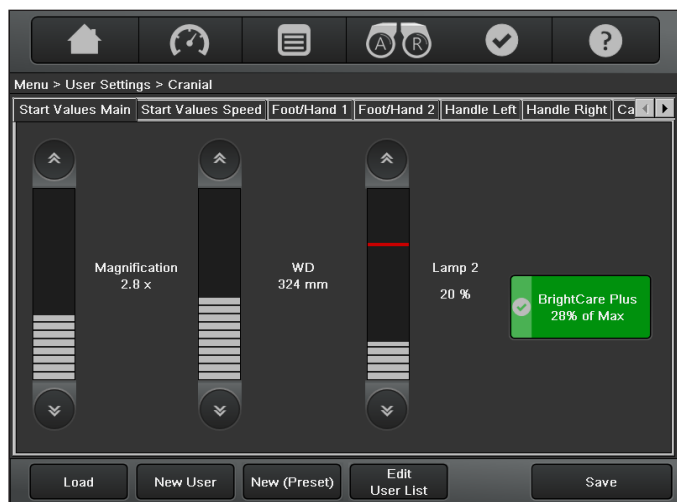 A R ?
Menu > User Settings > Cranial
Start Values Main Start Values Speed Foot/Hand 1 Foot/Hand 2 Handle Left Handle Right Ca
Magnification
2.8 x
WD
324 mm
Lamp 2
20 %
BrightCare Plus
28% of Max
Load New User New (Preset) Edit
User List Save